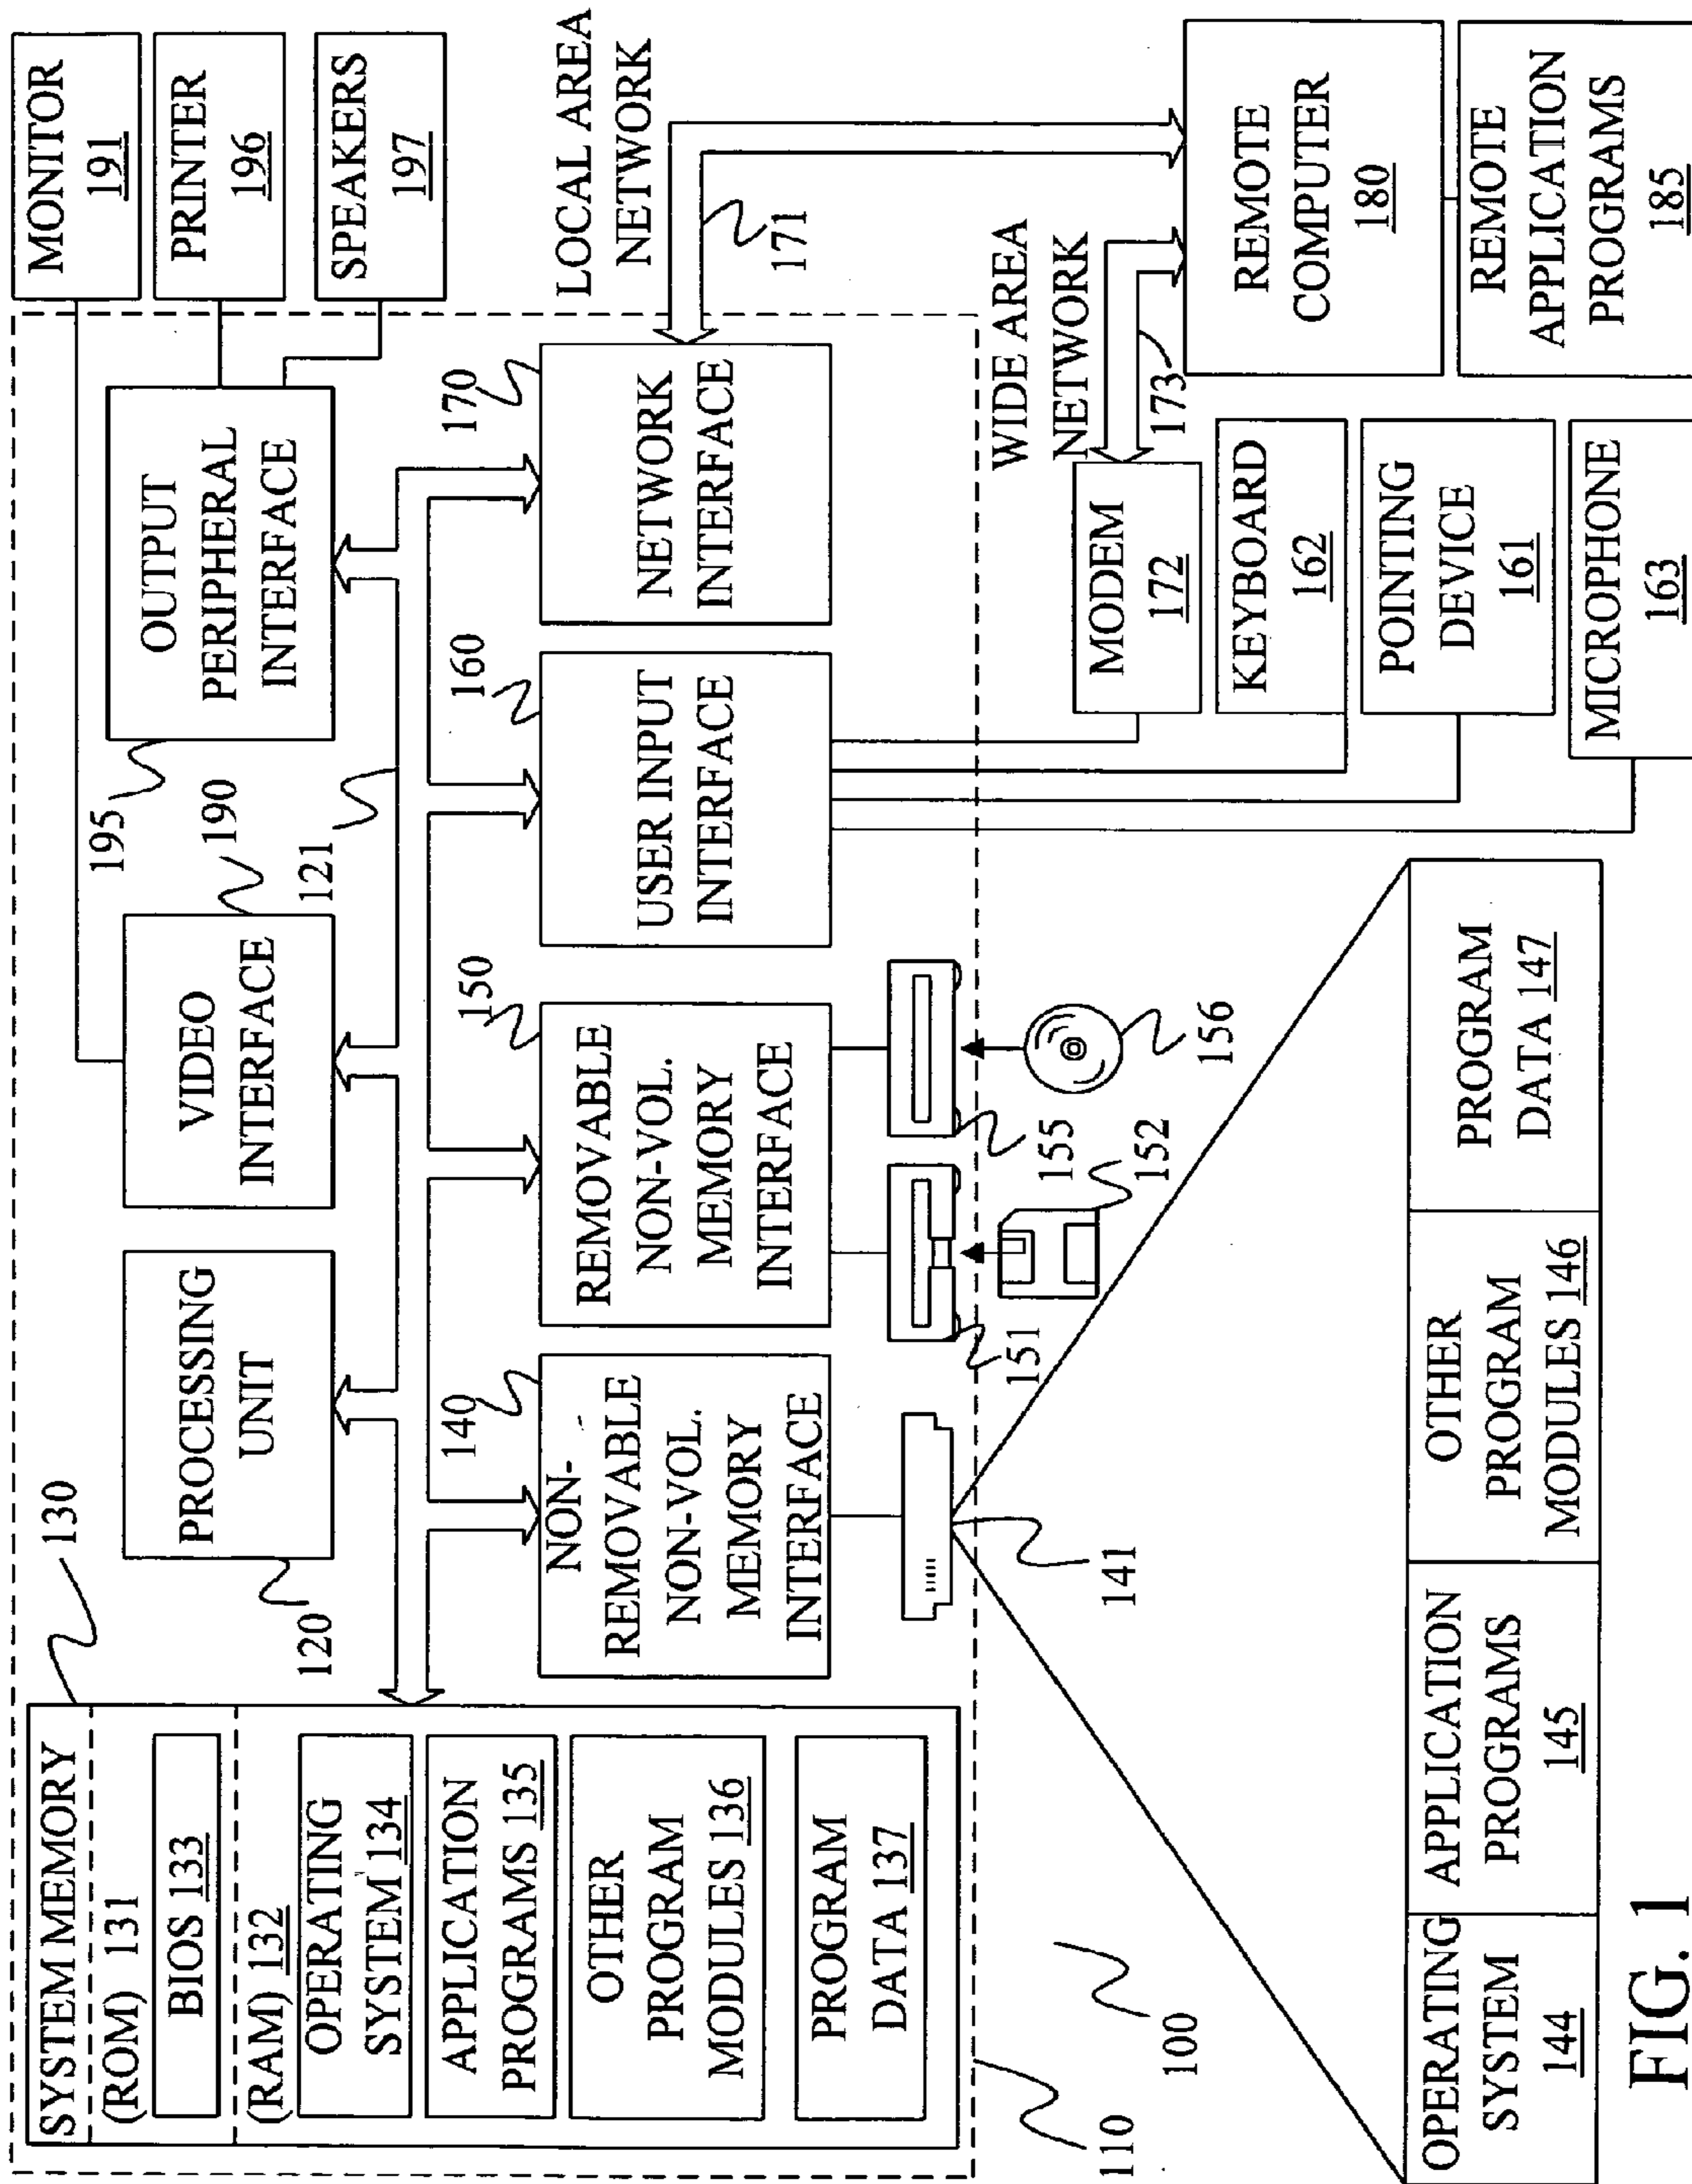 SYSTEM MEMORY
(ROM) 131
BIOS 133
(RAM) 132
OPERATING
SYSTEM 134
APPLICATION
PROGRAMS 135
OTHER
PROGRAM
MODULES 136
PROGRAM
DATA 137
130
120
PROCESSING
UNIT
VIDEO
INTERFACE
190
121
195
OUTPUT
PERIPHERAL
INTERFACE
MONITOR
191
PRINTER
196
SPEAKERS
197
140
NON-
REMOVABLE
NON-VOL.
MEMORY
INTERFACE
150
REMOVABLE
NON-VOL.
MEMORY
INTERFACE
160
USER INPUT
INTERFACE
170
NETWORK
INTERFACE
LOCAL AREA
NETWORK
171
141
151
155
152
156
WIDE AREA
NETWORK
173
MODEM
172
KEYBOARD
162
POINTING
DEVICE
161
MICROPHONE
163
REMOTE
COMPUTER
180
REMOTE
APPLICATION
PROGRAMS
185
110
100
OPERATING
SYSTEM
144
APPLICATION
PROGRAMS
145
OTHER
PROGRAM
MODULES 146
PROGRAM
DATA 147
FIG. 1